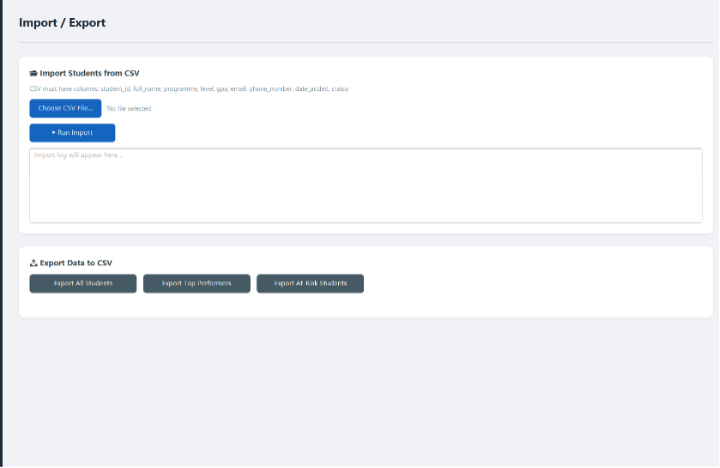 Import / Export
Import Students from CSV
CSV must have columns: student_id, full_name, programme, level, gpa, email, phone_number, date_added, status
Choose CSV File... No file selected
Run Import
Import log will appear here...
Export Data to CSV
Export All Students Export Top Performers Export At-Risk Students